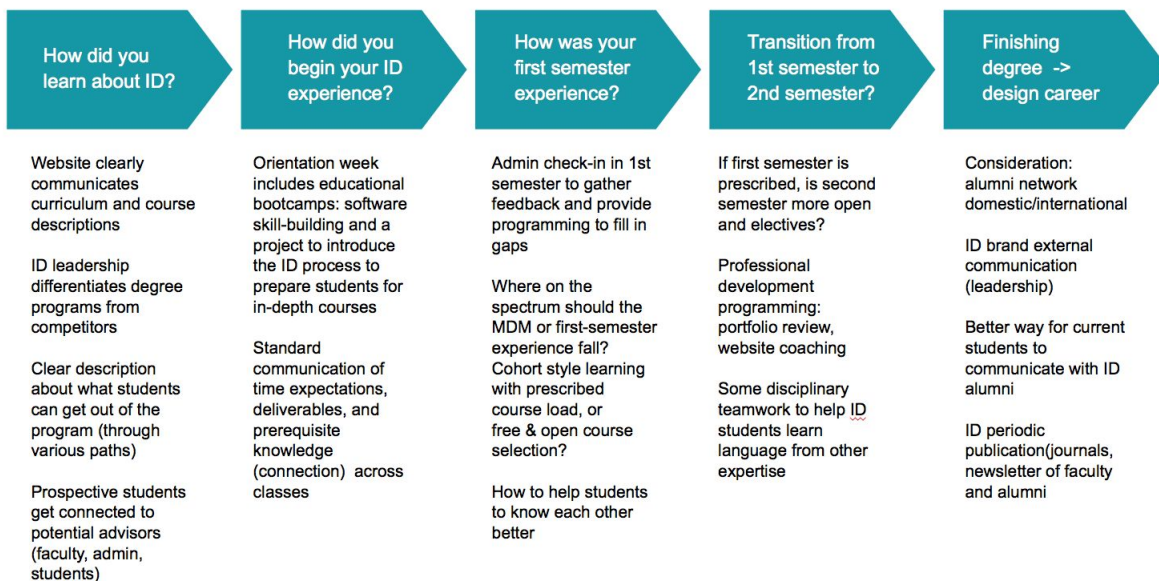 How did you
learn about ID?
How did you
begin your ID
experience?
How was your
first semester
experience?
Transition from
1st semester to
2nd semester?
Finishing
degree -> 
design career
Website clearly
communicates
curriculum and course
descriptions
ID leadership
differentiates degree
programs from
competitors
Clear description
about what students
can get out of the
program (through
various paths)
Prospective students
get connected to
potential advisors
(faculty, admin,
students)
Orientation week
includes educational
bootcamps: software
skill-building and a
project to introduce
the ID process to
prepare students for
in-depth courses
Standard
communication of
time expectations,
deliverables, and
prerequisite
knowledge
(connection) across
classes
Admin check-in in 1st
semester to gather
feedback and provide
programming to fill in
gaps
Where on the
spectrum should the
MDM or first-semester
experience fall?
Cohort style learning
with prescribed
course load, or
free & open course
selection?
How to help students
to know each other
better
If first semester is
prescribed, is second
semester more open
and electives?
Professional
development
programming:
portfolio review,
website coaching
Some disciplinary
teamwork to help ID
students learn
language from other
expertise
Consideration:
alumni network
domestic/international
ID brand external
communication
(leadership)
Better way for current
students to
communicate with ID
alumni
ID periodic
publication(journals,
newsletter of faculty
and alumni